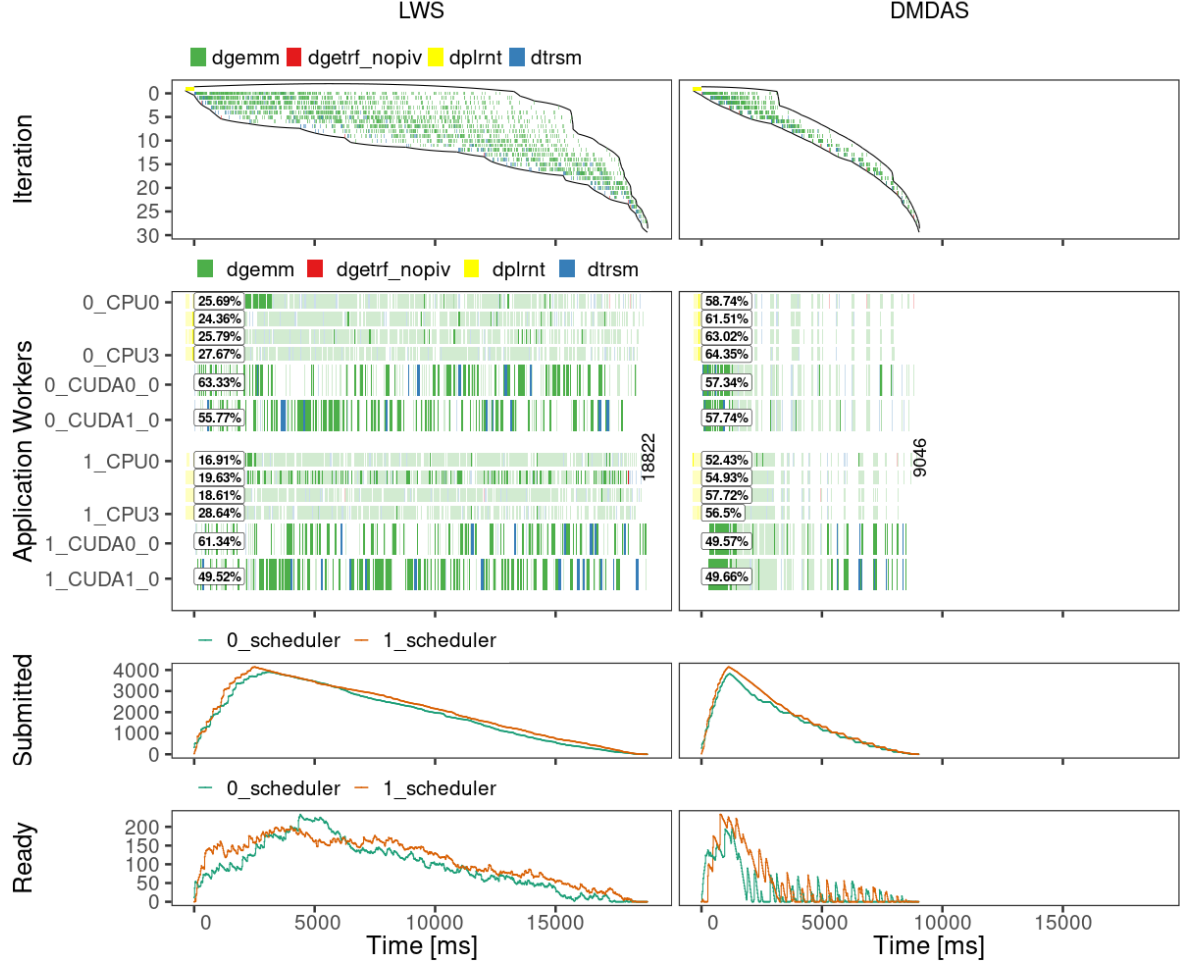 LWS DMDAS
dgemm dgetrf_nopiv dplrnt dtrsm
Iteration
0
5
10
15
20
25
30
dgemm dgetrf_nopiv dplrnt dtrsm
Application Workers
0_CPU0 25.69% 58.74%
24.36% 61.51%
25.79% 63.02%
0_CPU3 27.67% 64.35%
0_CUDA0_0 63.33% 57.34%
0_CUDA1_0 55.77% 57.74%
18822 9046
1_CPU0 16.91% 52.43%
19.63% 54.93%
18.61% 57.72%
1_CPU3 28.64% 56.5%
1_CUDA0_0 61.34% 49.57%
1_CUDA1_0 49.52% 49.66%
0_scheduler 1_scheduler
Submitted
4000
3000
2000
1000
0
0_scheduler 1_scheduler
Ready
200
150
100
50
0
0 5000 10000 15000 0 5000 10000 15000
Time [ms] Time [ms]